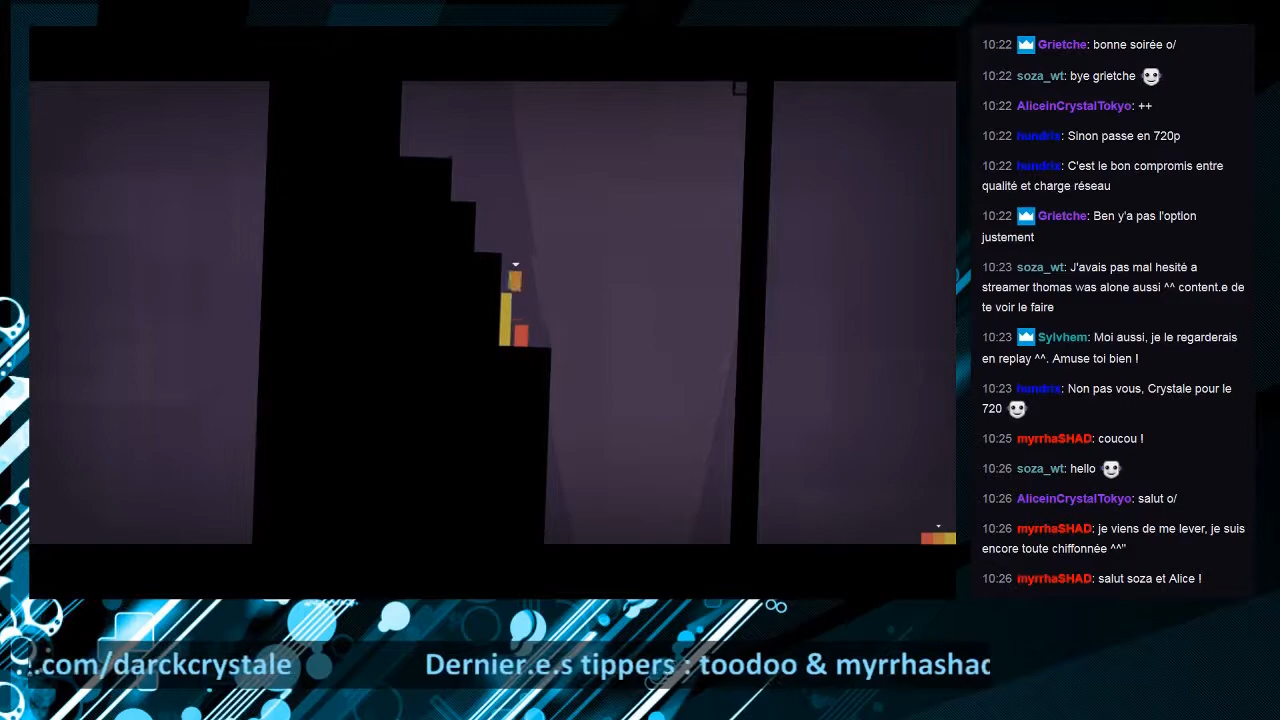 10:22 Grietche: bonne soirée o/
10:22 soza_wt: bye grietche
10:22 AliceinCrystalTokyo: ++
10:22 hundris: Sinon passe en 720p
10:22 hundris: C'est le bon compromis entre
qualité et charge réseau
10:22 Grietche: Ben y'a pas l'option
justement
10:23 soza_wt: J'avais pas mal hesité a
streamer thomas was alone aussi ^^ content.e de
te voir le faire
10:23 Sylvhem: Moi aussi, je le regarderais
en replay ^^. Amuse toi bien !
10:23 hundris: Non pas vous, Crystale pour le
720
10:25 myrrhaSHAD: coucou !
10:26 soza_wt: hello
10:26 AliceinCrystalTokyo: salut o/
10:26 myrrhaSHAD: je viens de me lever, je suis
encore toute chiffonnée ^^"
10:26 myrrhaSHAD: salut soza et Alice !
.com/darckcrystale Dernier.e.s tippers : toodoo & myrrhashad